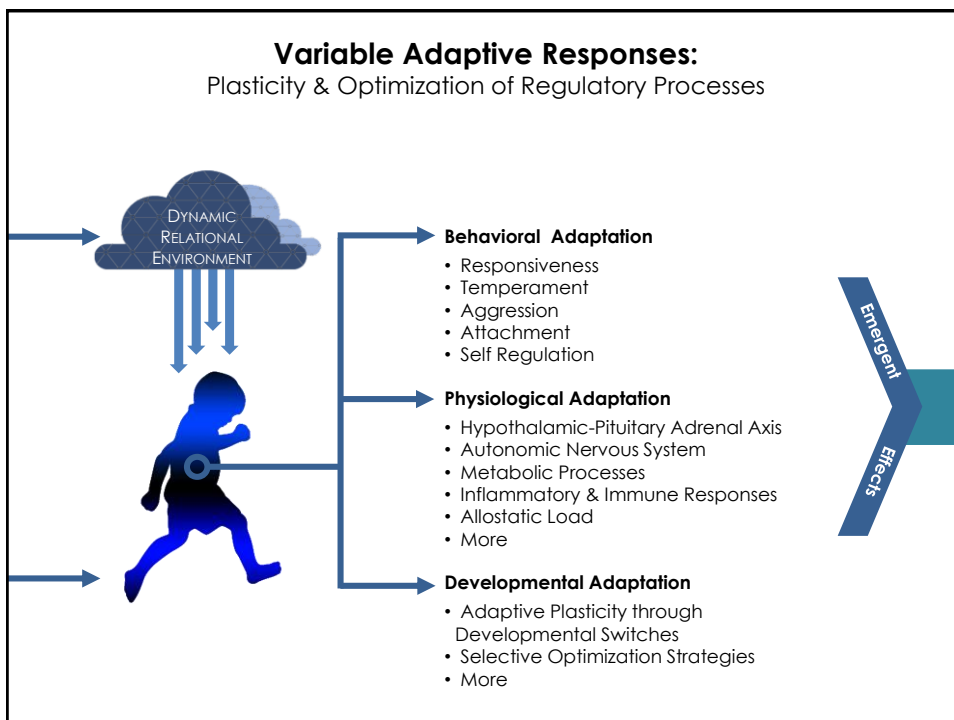 Variable Adaptive Responses:
Plasticity & Optimization of Regulatory Processes
DYNAMIC
RELATIONAL
ENVIRONMENT
Behavioral Adaptation
• Responsiveness
• Temperament
• Aggression
• Attachment
• Self Regulation
Physiological Adaptation
• Hypothalamic-Pituitary Adrenal Axis
• Autonomic Nervous System
• Metabolic Processes
• Inflammatory & Immune Responses
• Allostatic Load
• More
Developmental Adaptation
• Adaptive Plasticity through
Developmental Switches
• Selective Optimization Strategies
• More
Emergent
Effects